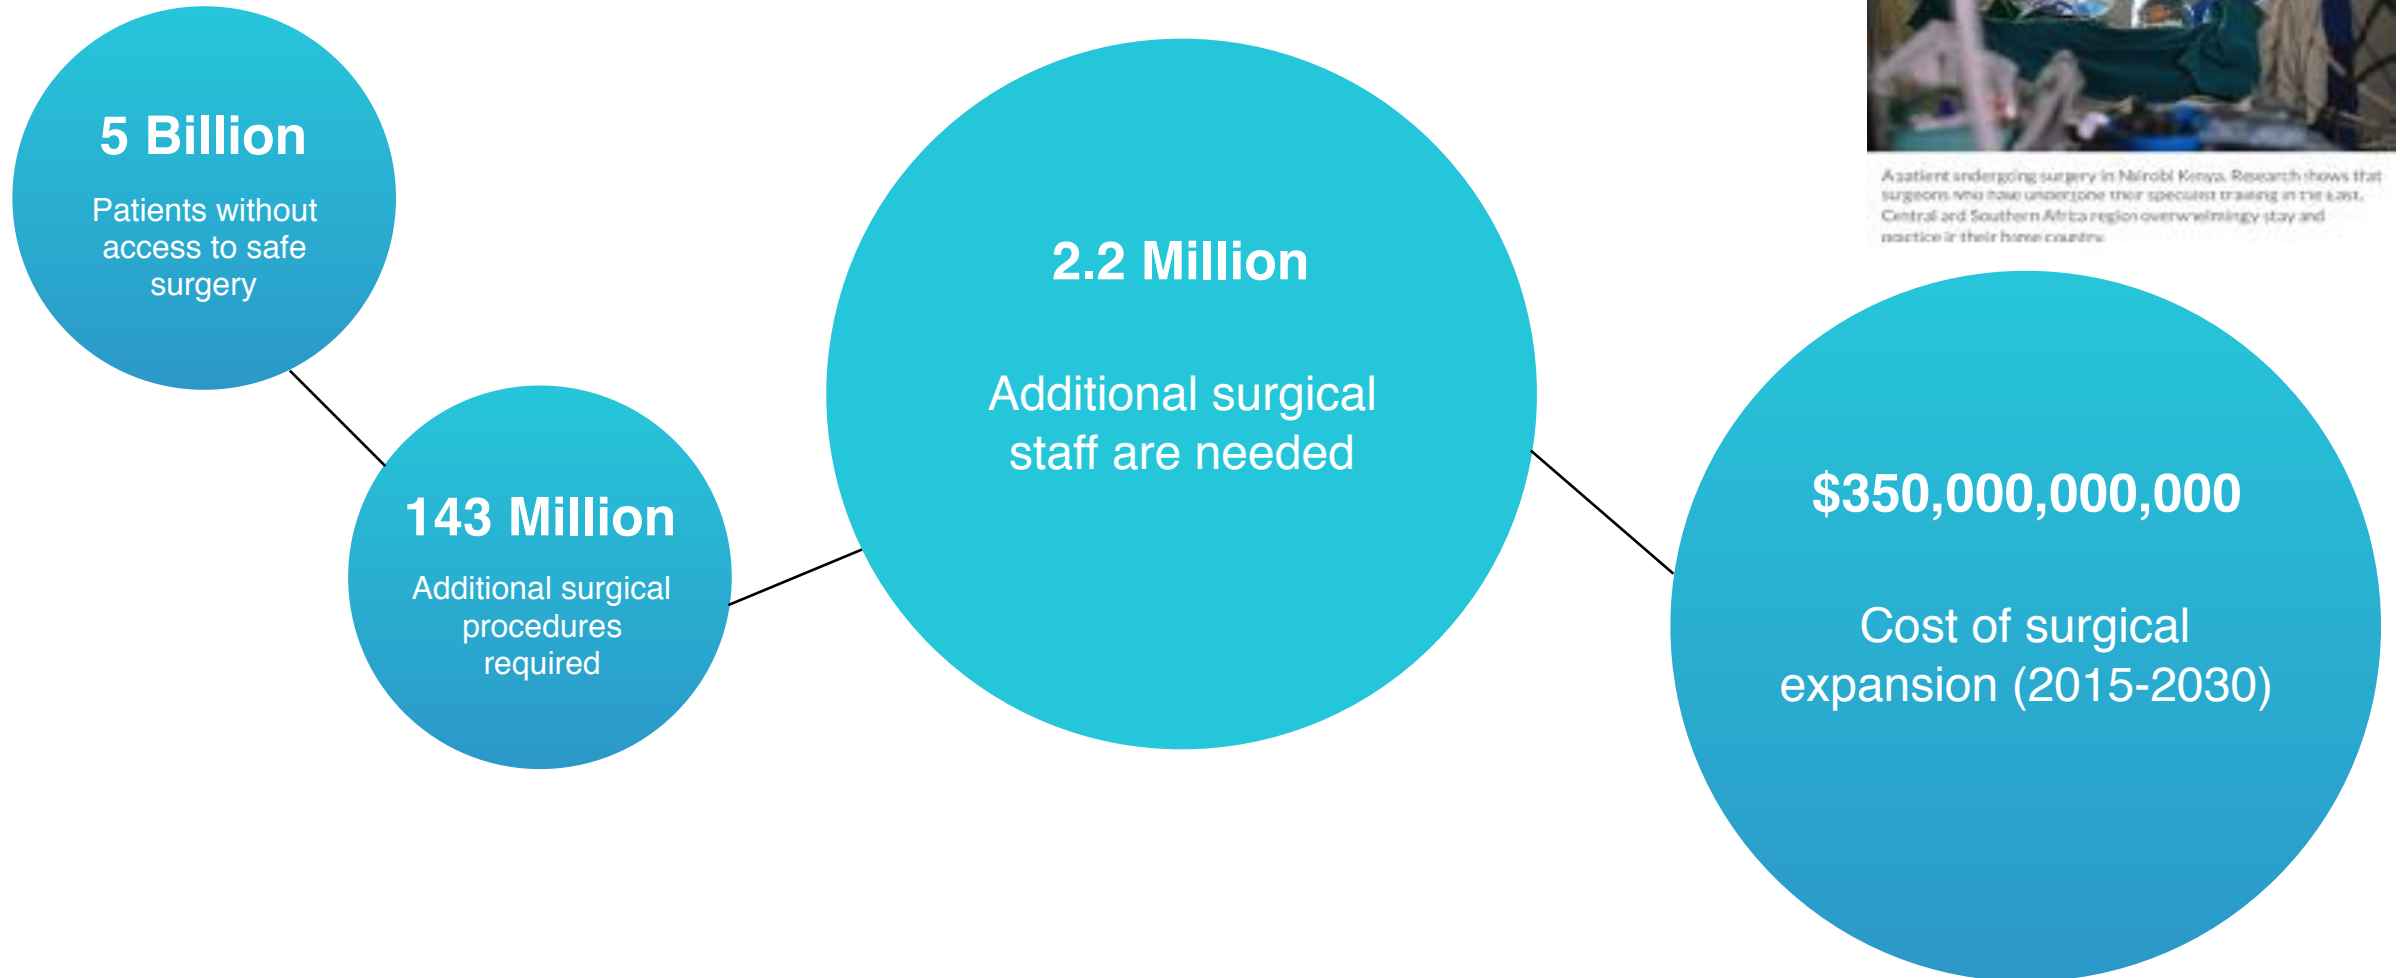 5 Billion
Patients without
access to safe
surgery
143 Million
Additional surgical
procedures
required
2.2 Million
Additional surgical
staff are needed
A patient undergoing surgery in Nairobi Kenya. Research shows that
surgeons who have undergone their specialist training in the East,
Central and Southern Africa region overwhelmingly stay and
practice in their home country
$350,000,000,000
Cost of surgical
expansion (2015-2030)